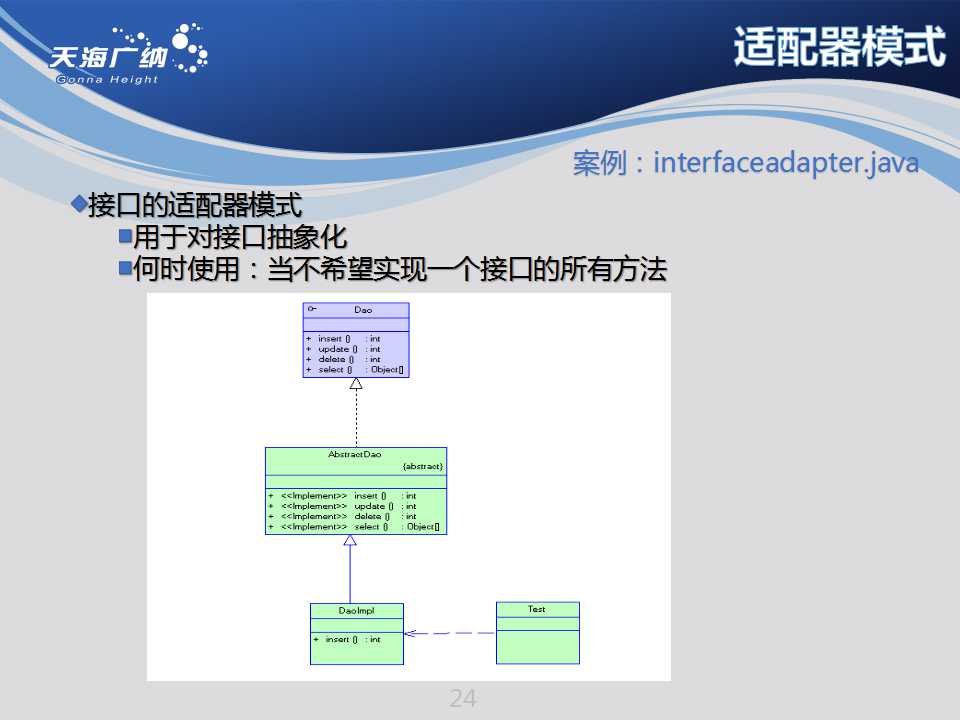 天海广纳
Gonna Height
适配器模式
案例：interfaceadapter.java
接口的适配器模式
用于对接口抽象化
何时使用：当不希望实现一个接口的所有方法
Dao
+ insert () : int
+ update () : int
+ delete () : int
+ select () : Object[]
AbstractDao
{abstract}
+ <<Implement>> insert () : int
+ <<Implement>> update () : int
+ <<Implement>> delete () : int
+ <<Implement>> select () : Object[]
DaoImpl
+ insert () : int
Test
24